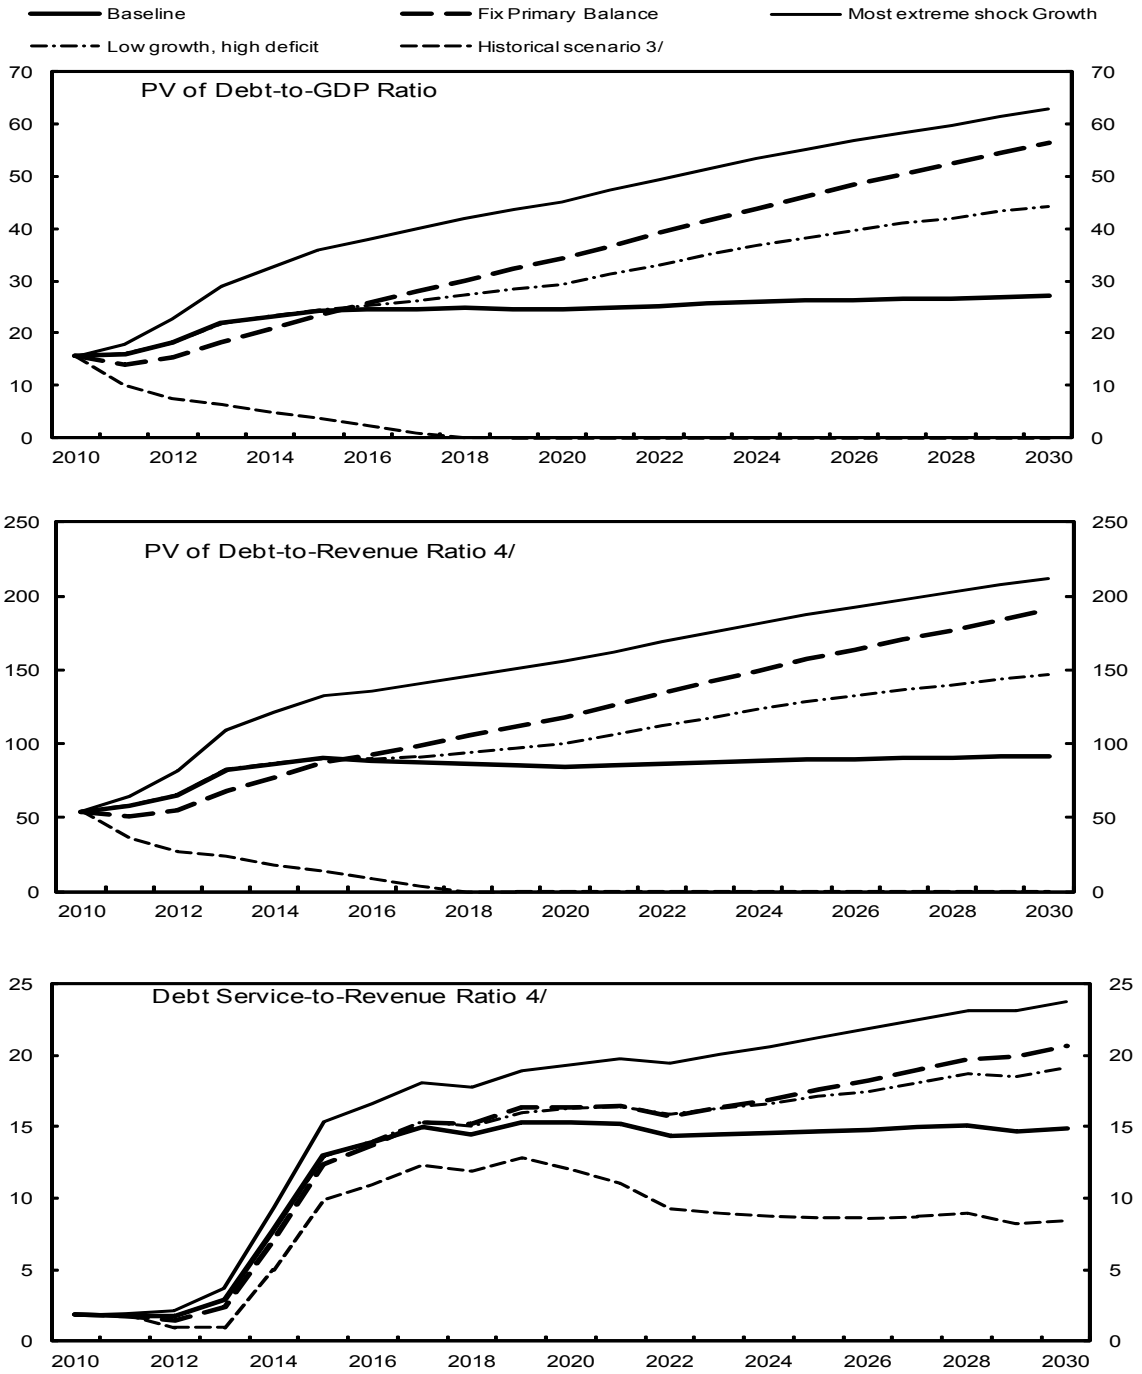 Baseline Fix Primary Balance Most extreme shock Growth
Low growth, high deficit Historical scenario 3/
PV of Debt-to-GDP Ratio
70 70
60 60
50 50
40 40
30 30
20 20
10 10
0 0
2010 2012 2014 2016 2018 2020 2022 2024 2026 2028 2030
PV of Debt-to-Revenue Ratio 4/
250 250
200 200
150 150
100 100
50 50
0 0
2010 2012 2014 2016 2018 2020 2022 2024 2026 2028 2030
Debt Service-to-Revenue Ratio 4/
25 25
20 20
15 15
10 10
5 5
0 0
2010 2012 2014 2016 2018 2020 2022 2024 2026 2028 2030